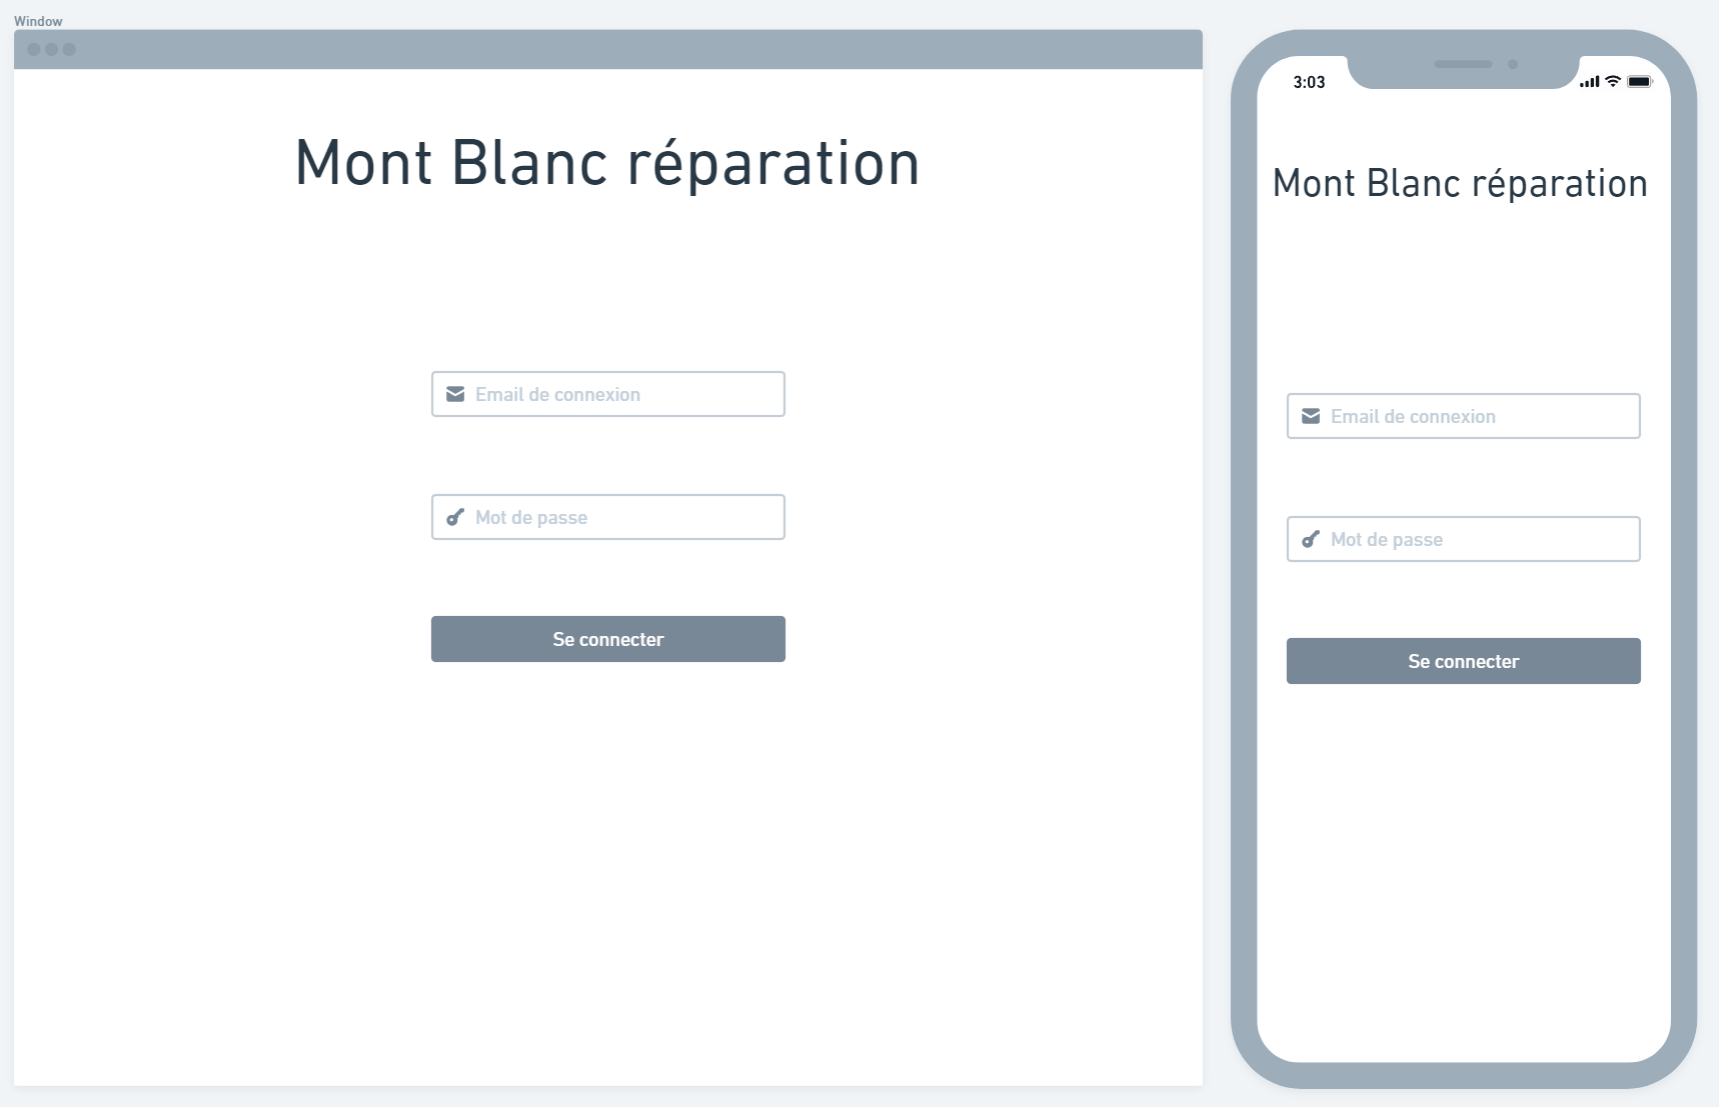 Window
Mont Blanc réparation
Email de connexion
Mot de passe
Se connecter
3:03
Mont Blanc réparation
Email de connexion
Mot de passe
Se connecter